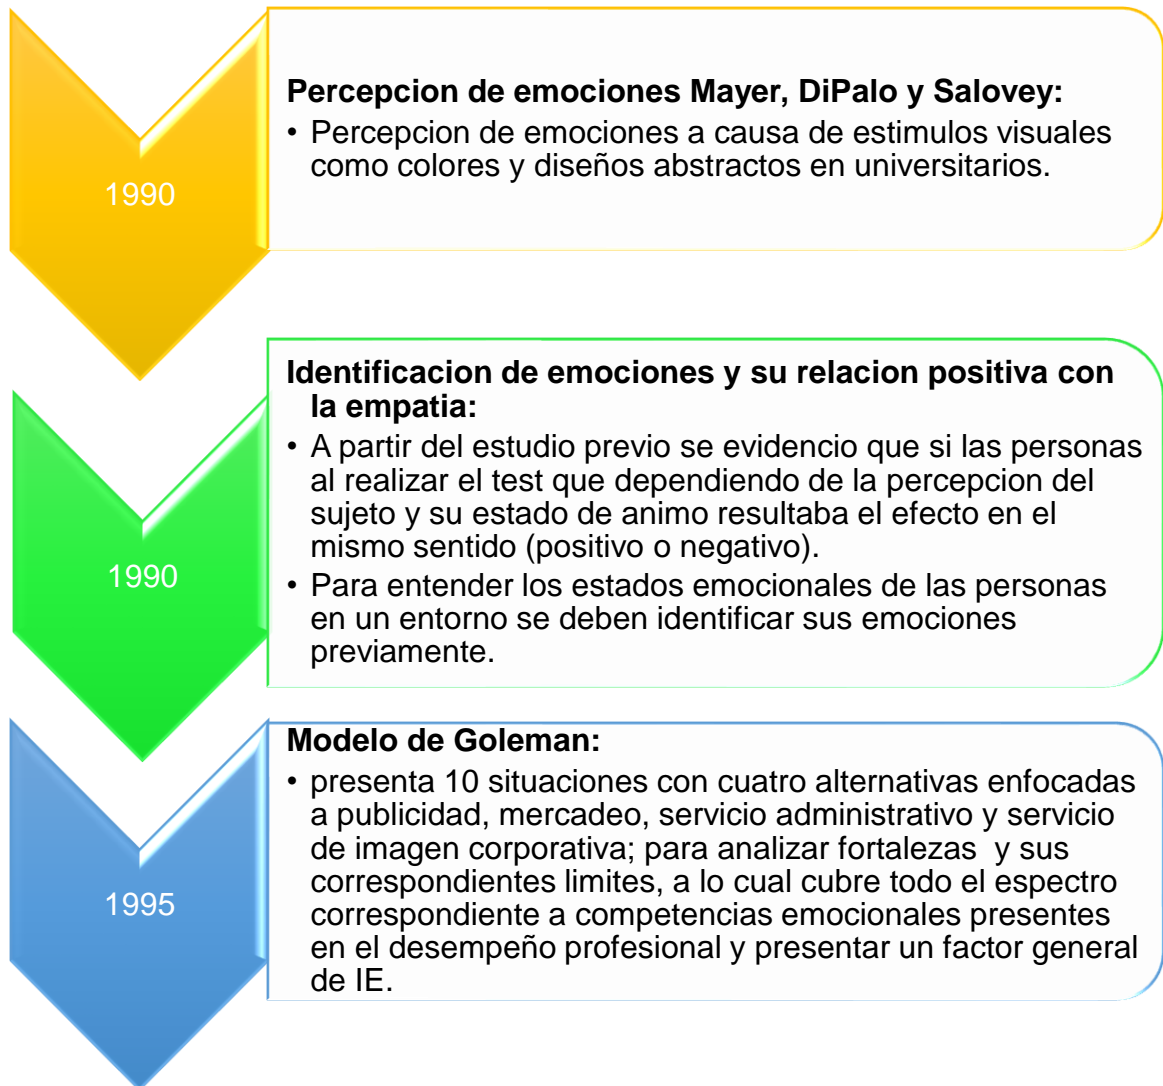 1990
Percepcion de emociones Mayer, DiPalo y Salovey:
• Percepcion de emociones a causa de estimulos visuales
como colores y diseños abstractos en universitarios.
1990
Identificacion de emociones y su relacion positiva con
la empatia:
• A partir del estudio previo se evidencio que si las personas
al realizar el test que dependiendo de la percepcion del
sujeto y su estado de animo resultaba el efecto en el
mismo sentido (positivo o negativo).
• Para entender los estados emocionales de las personas
en un entorno se deben identificar sus emociones
previamente.
1995
Modelo de Goleman:
• presenta 10 situaciones con cuatro alternativas enfocadas
a publicidad, mercadeo, servicio administrativo y servicio
de imagen corporativa; para analizar fortalezas  y sus
correspondientes limites, a lo cual cubre todo el espectro
correspondiente a competencias emocionales presentes
en el desempeño profesional y presentar un factor general
de IE.